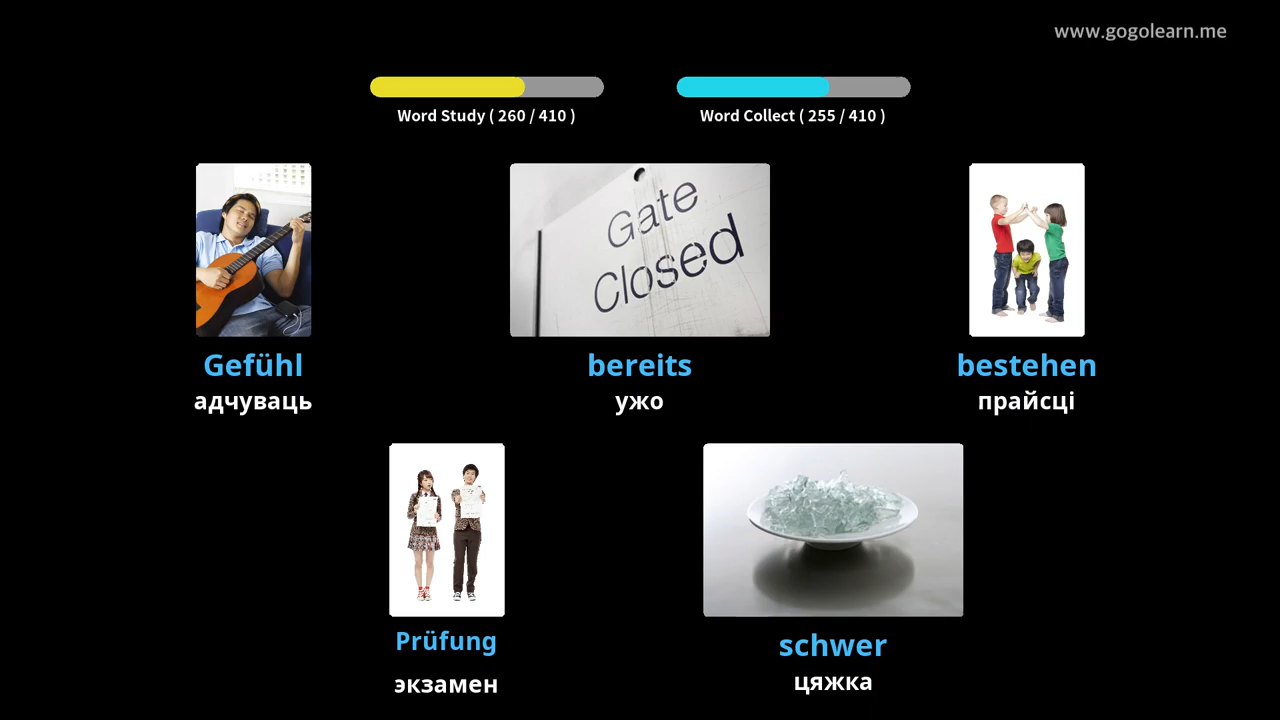 www.gogolearn.me
Word Study ( 260 / 410 )
Word Collect ( 255 / 410 )
Gate
Closed
Gefühl
адчуваць
bereits
ужо
bestehen
прайсці
Prüfung
экзамен
schwer
цяжка